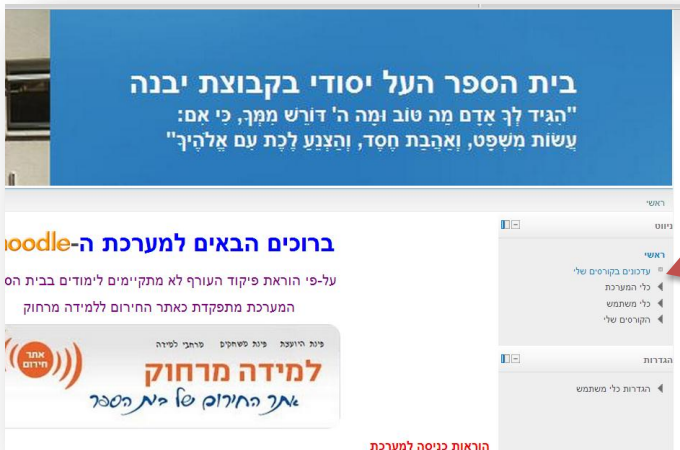 בית הספר העל יסודי בקבוצת יבנה
"הִגִּיד לְךָ אָדָם מַה טּוֹב וּמָה ה' דּוֹרֵשׁ מִמְּךָ, כִּי אִם:
עֲשׂוֹת מִשְׁפָּט, וְאַהֲבַת חֶסֶד, וְהַצְנֵעַ לֶכֶת עִם אֱלֹהֶיךָ"
ראשי
ניווט
ראשי
עדכונים בקורסים שלי
כלי המערכת
כלי משתמש
הקורסים שלי
הגדרות
הגדרות כלי משתמש
ברוכים הבאים למערכת ה-oodle
על-פי הוראת פיקוד העורף לא מתקיימים לימודים בבית הס
המערכת מתפקדת כאתר החירום ללמידה מרחוק
פינת היועצת פינת משחקים מרחבי למידה
למידה מרחוק
אתר החירום של בית הספר
אתר
חירום
הוראות כניסה למערכת